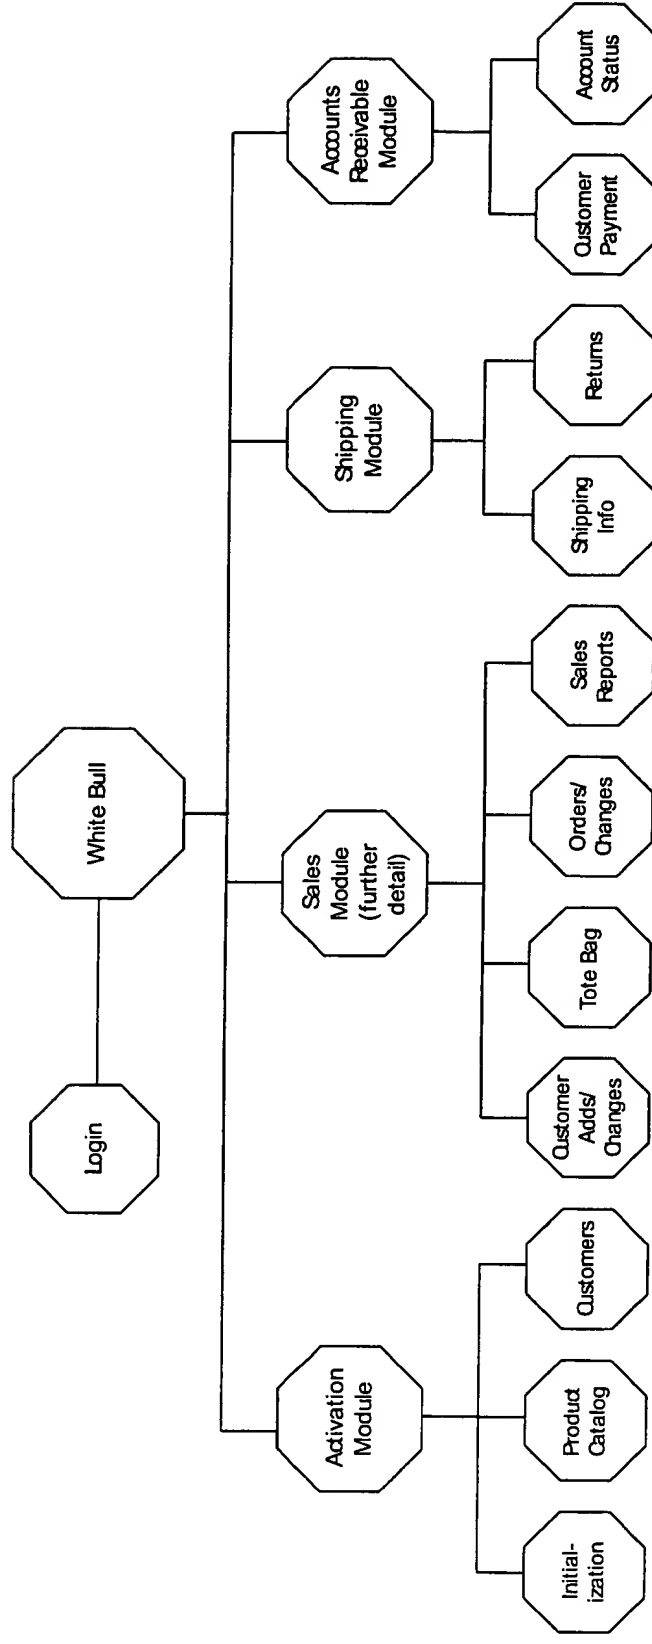 Login
White Bull
Activation
Module
Sales
Module
(further
detail)
Shipping
Module
Accounts
Receivable
Module
Initial-
ization
Product
Catalog
Customers
Customer
Adds/
Changes
Tote Bag
Orders/
Changes
Sales
Reports
Shipping
Info
Returns
Customer
Payment
Account
Status